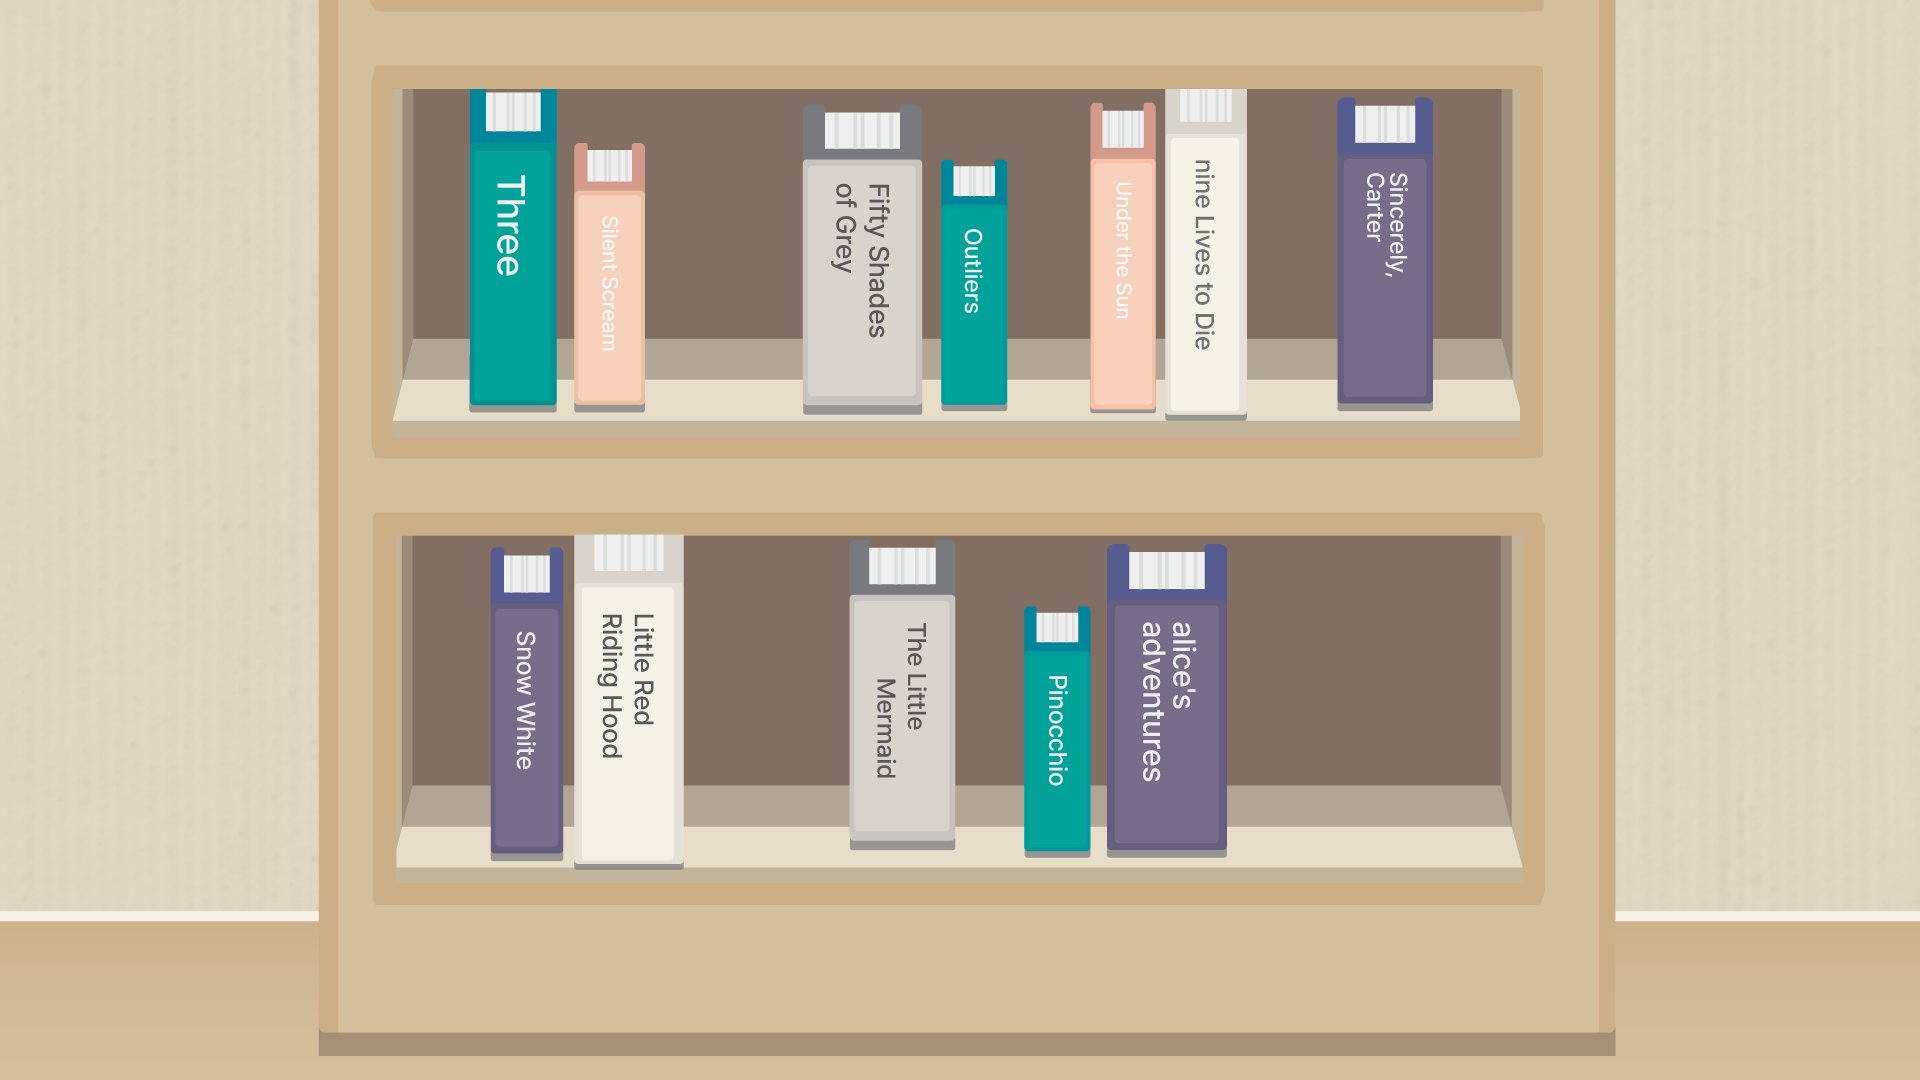 Three
Silent Scream
Fifty Shades
of Grey
Outliers
Under the Sun
nine Lives to Die
Sincerely,
Carter
Snow White
Little Red
Riding Hood
The Little
Mermaid
Pinocchio
alice's
adventures